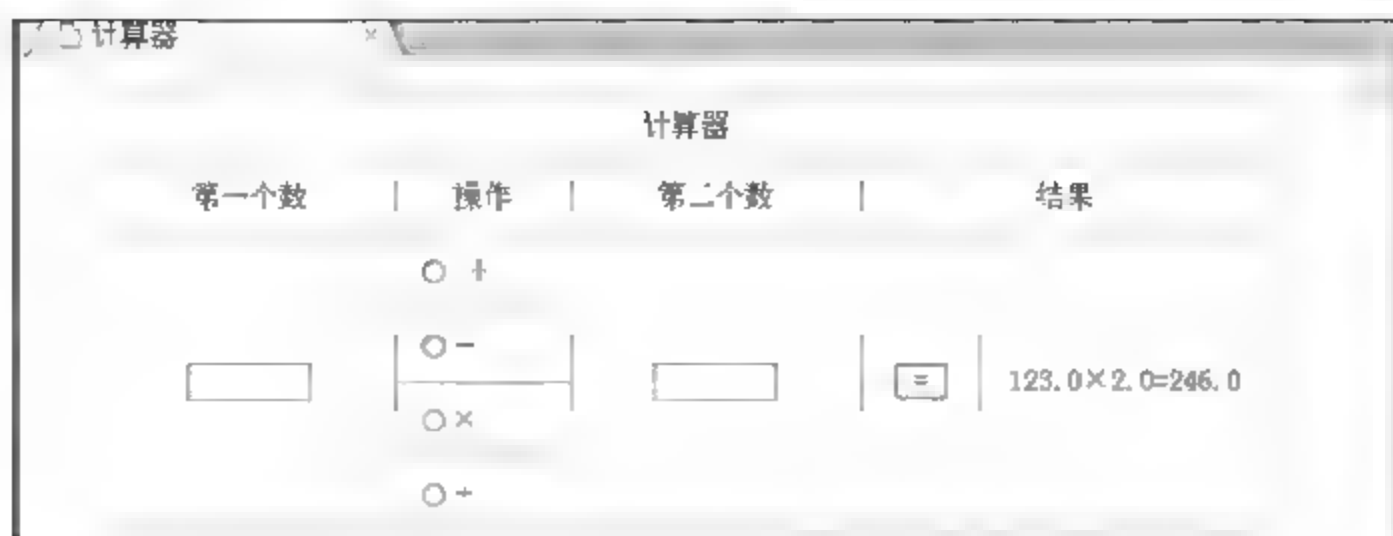 计算器
计算器
第一个数 操作 第二个数 结果
+
-
= 123.0×2.0=246.0
×
÷